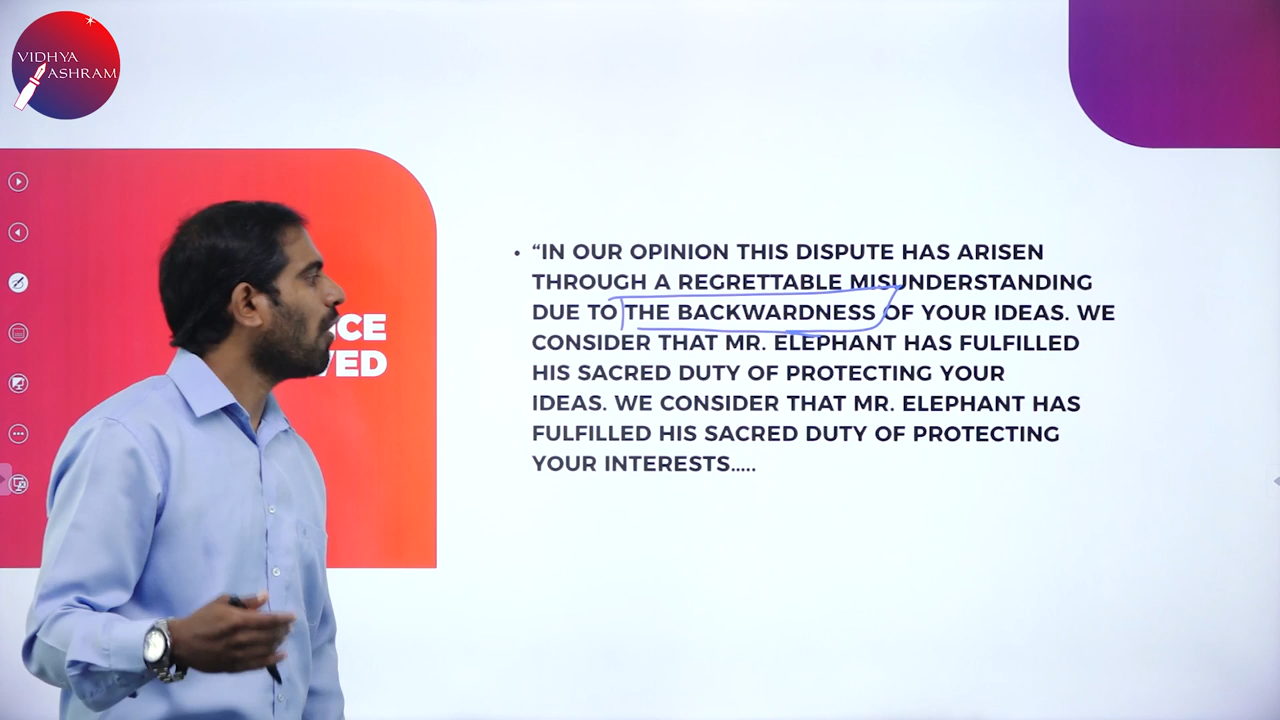 VIDHYA
ASHRAM
“IN OUR OPINION THIS DISPUTE HAS ARISEN
THROUGH A REGRETTABLE MISUNDERSTANDING
DUE TO THE BACKWARDNESS OF YOUR IDEAS. WE
CONSIDER THAT MR. ELEPHANT HAS FULFILLED
HIS SACRED DUTY OF PROTECTING YOUR
IDEAS. WE CONSIDER THAT MR. ELEPHANT HAS
FULFILLED HIS SACRED DUTY OF PROTECTING
YOUR INTERESTS.....